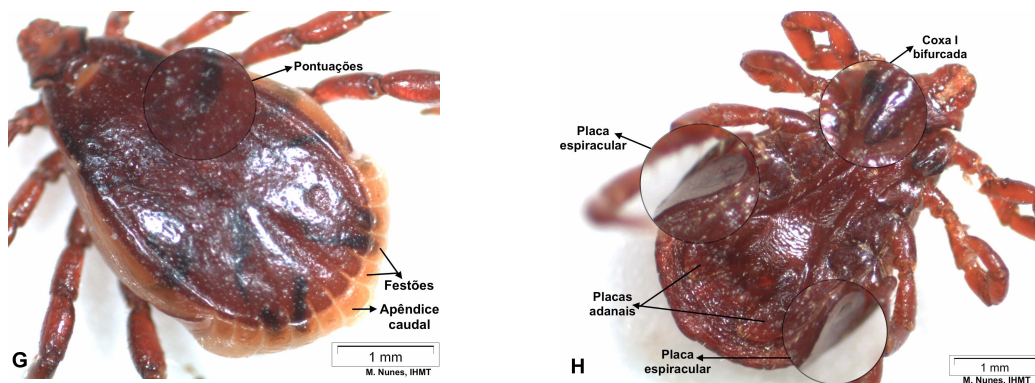 Pontuações
Festões
Apêndice
caudal
G
1 mm
M. Nunes, IHMT
Coxa I
bifurcada
Placa
espiracular
Placas
adanais
Placa
espiracular
H
1 mm
M. Nunes, IHMT